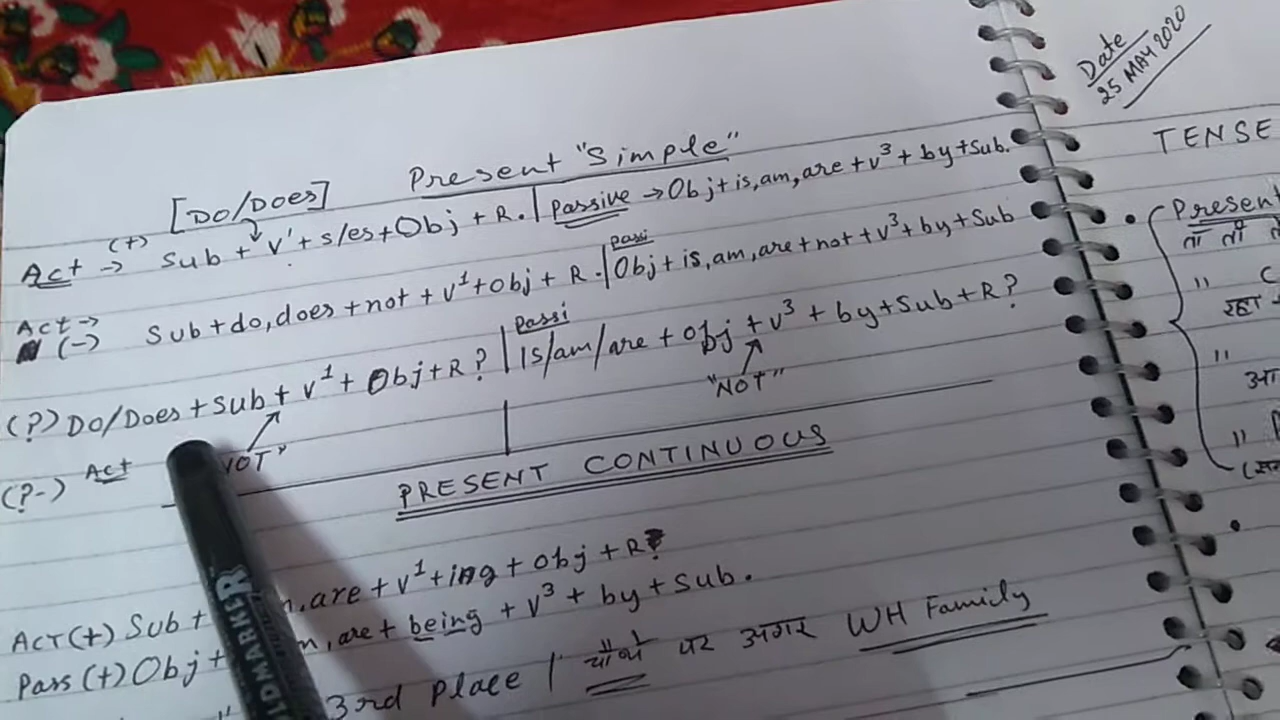 Present "Simple"
[DO/DOES]
Act → (+) Sub + V¹ + s/es + Obj + R. | Passive → Obj + is, am, are + V³ + by + Sub.
Act → (-) Sub + do, does + not + V¹ + Obj + R. | Passi Obj + is, am, are + not + V³ + by + Sub
(?) DO/Does + Sub + V¹ + Obj + R? | Passi Is/am/are + Obj + V³ + by + Sub + R?
"NOT"
(?-) Act
PRESENT CONTINUOUS
ACT (+) Sub + are + V¹ + ing + Obj + R
Pass (+) Obj + are + being + V³ + by + Sub.
3rd Place | पर अगर WH Family
Date
25 MAY 2020
TENSE
Present
ता ती
" C
रहा
"
"
LDMARKER